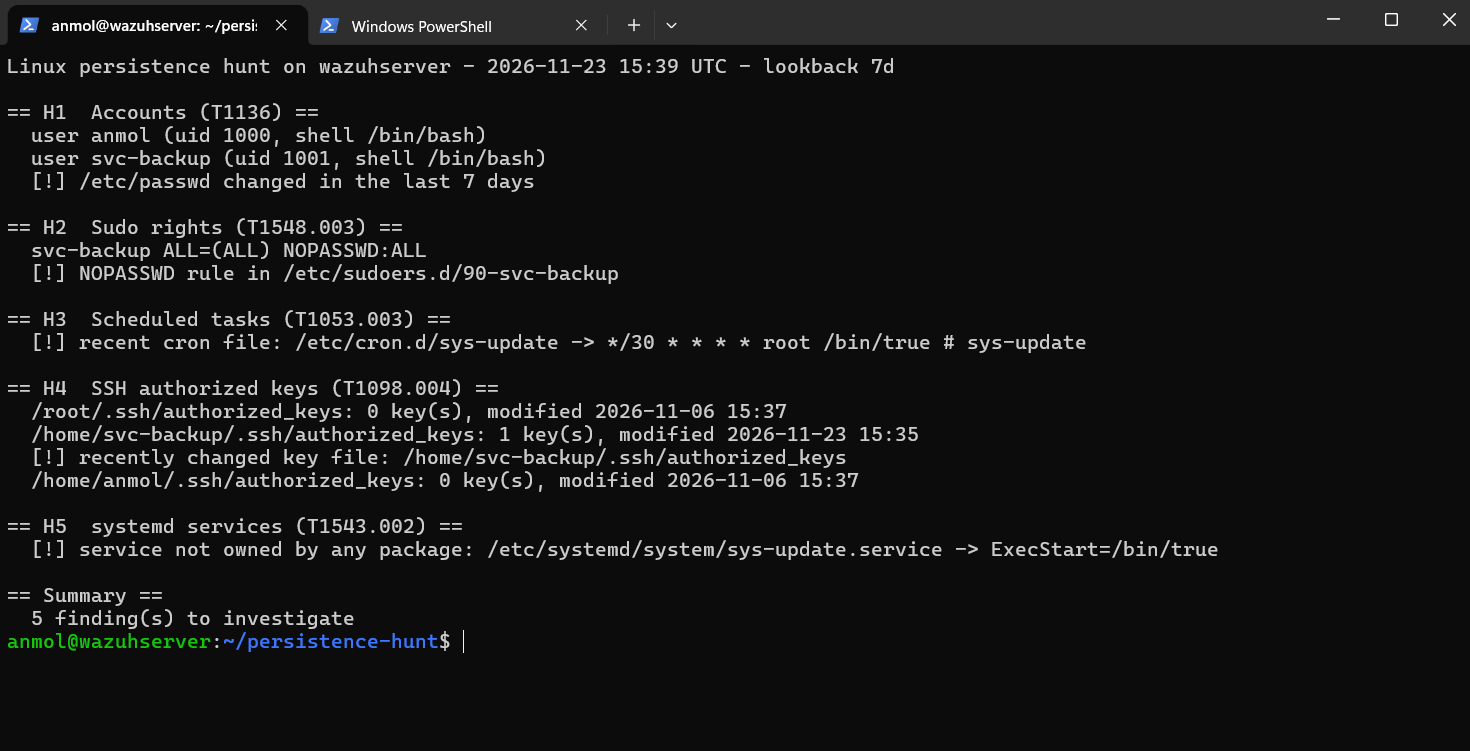 anmol@wazuhserver: ~/persis
Windows PowerShell
Linux persistence hunt on wazuhserver - 2026-11-23 15:39 UTC - lookback 7d
== H1  Accounts (T1136) ==
  user anmol (uid 1000, shell /bin/bash)
  user svc-backup (uid 1001, shell /bin/bash)
  [!] /etc/passwd changed in the last 7 days
== H2  Sudo rights (T1548.003) ==
  svc-backup ALL=(ALL) NOPASSWD:ALL
  [!] NOPASSWD rule in /etc/sudoers.d/90-svc-backup
== H3  Scheduled tasks (T1053.003) ==
  [!] recent cron file: /etc/cron.d/sys-update -> */30 * * * * root /bin/true # sys-update
== H4  SSH authorized keys (T1098.004) ==
  /root/.ssh/authorized_keys: 0 key(s), modified 2026-11-06 15:37
  /home/svc-backup/.ssh/authorized_keys: 1 key(s), modified 2026-11-23 15:35
  [!] recently changed key file: /home/svc-backup/.ssh/authorized_keys
  /home/anmol/.ssh/authorized_keys: 0 key(s), modified 2026-11-06 15:37
== H5  systemd services (T1543.002) ==
  [!] service not owned by any package: /etc/systemd/system/sys-update.service -> ExecStart=/bin/true
== Summary ==
  5 finding(s) to investigate
anmol@wazuhserver:~/persistence-hunt$